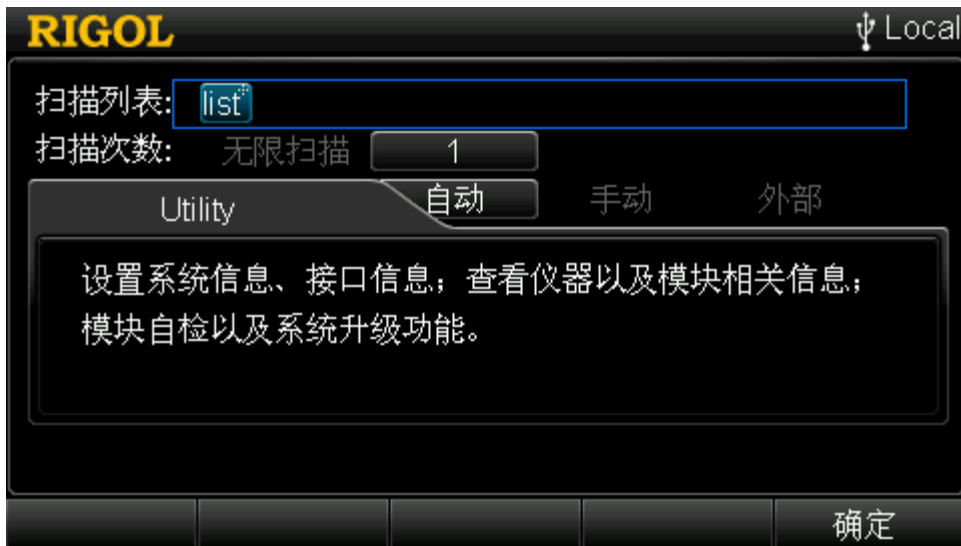 RIGOL Local
扫描列表: list
扫描次数: 无限扫描 1
Utility 自动 手动 外部
设置系统信息、接口信息；查看仪器以及模块相关信息；
模块自检以及系统升级功能。
确定